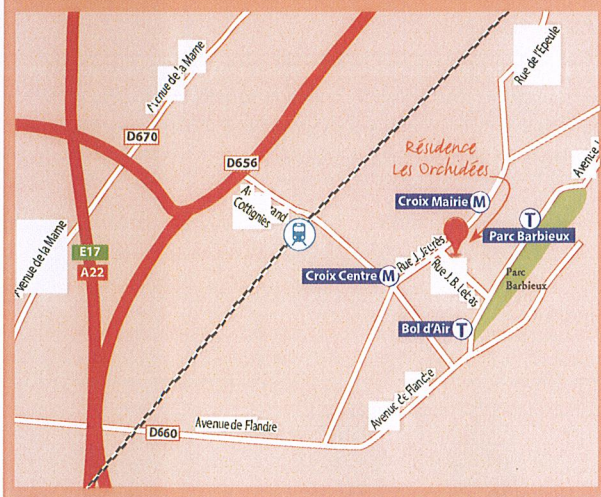 Avenue de la Marne
Rue de l'Epeule
D670
Résidence
Les Orchidées
D656
Avenue
Cottignies
Croix Mairie M
T
Parc Barbieux
Avenue de la Marne
E17
A22
Rue J. Jaurès
Croix Centre M
Rue J.B. Lebas
Parc
Barbieux
Bol d'Air T
Avenue de Flandre
Avenue de Flandre
D660